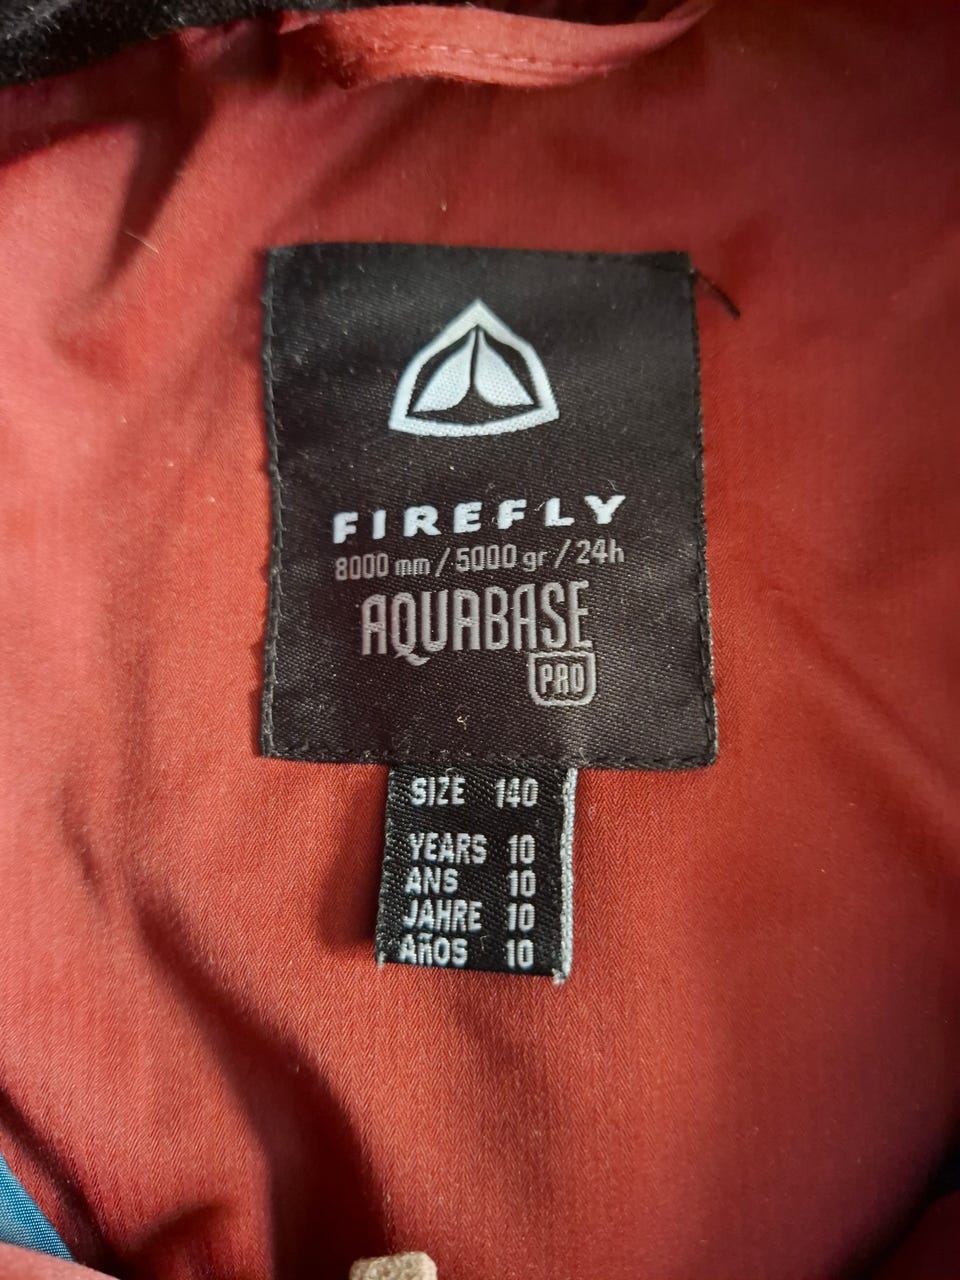 FIREFLY
8000 mm / 5000 gr / 24h
AQUABASE
PRO
SIZE 140
YEARS 10
ANS 10
JAHRE 10
AÑOS 10